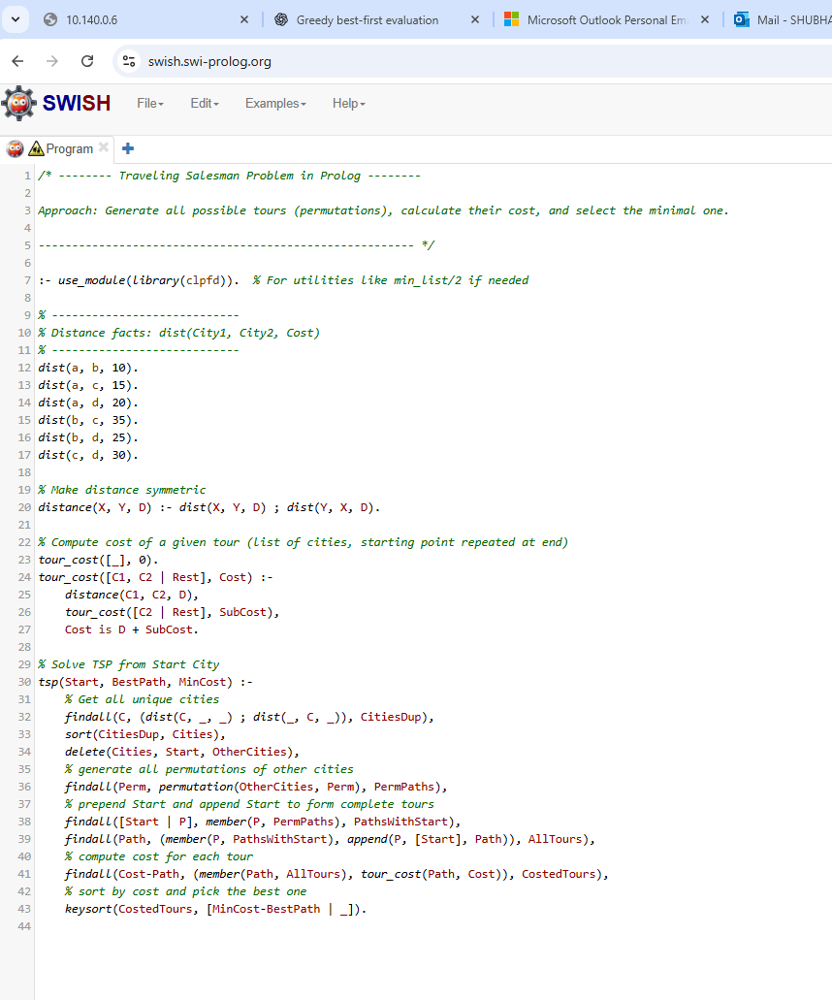 10.140.0.6
Greedy best-first evaluation
Microsoft Outlook Personal Em
Mail - SHUBHA
swish.swi-prolog.org
SWISH File Edit Examples Help
Program
1 /* -------- Traveling Salesman Problem in Prolog --------
2
3 Approach: Generate all possible tours (permutations), calculate their cost, and select the minimal one.
4
5 -------------------------------------------------------- */
6
7 :- use_module(library(clpfd)).  % For utilities like min_list/2 if needed
8
9 % ----------------------------
10 % Distance facts: dist(City1, City2, Cost)
11 % ----------------------------
12 dist(a, b, 10).
13 dist(a, c, 15).
14 dist(a, d, 20).
15 dist(b, c, 35).
16 dist(b, d, 25).
17 dist(c, d, 30).
18
19 % Make distance symmetric
20 distance(X, Y, D) :- dist(X, Y, D) ; dist(Y, X, D).
21
22 % Compute cost of a given tour (list of cities, starting point repeated at end)
23 tour_cost([_], 0).
24 tour_cost([C1, C2 | Rest], Cost) :-
25     distance(C1, C2, D),
26     tour_cost([C2 | Rest], SubCost),
27     Cost is D + SubCost.
28
29 % Solve TSP from Start City
30 tsp(Start, BestPath, MinCost) :-
31     % Get all unique cities
32     findall(C, (dist(C, _, _) ; dist(_, C, _)), CitiesDup),
33     sort(CitiesDup, Cities),
34     delete(Cities, Start, OtherCities),
35     % generate all permutations of other cities
36     findall(Perm, permutation(OtherCities, Perm), PermPaths),
37     % prepend Start and append Start to form complete tours
38     findall([Start | P], member(P, PermPaths), PathsWithStart),
39     findall(Path, (member(P, PathsWithStart), append(P, [Start], Path)), AllTours),
40     % compute cost for each tour
41     findall(Cost-Path, (member(Path, AllTours), tour_cost(Path, Cost)), CostedTours),
42     % sort by cost and pick the best one
43     keysort(CostedTours, [MinCost-BestPath | _]).
44